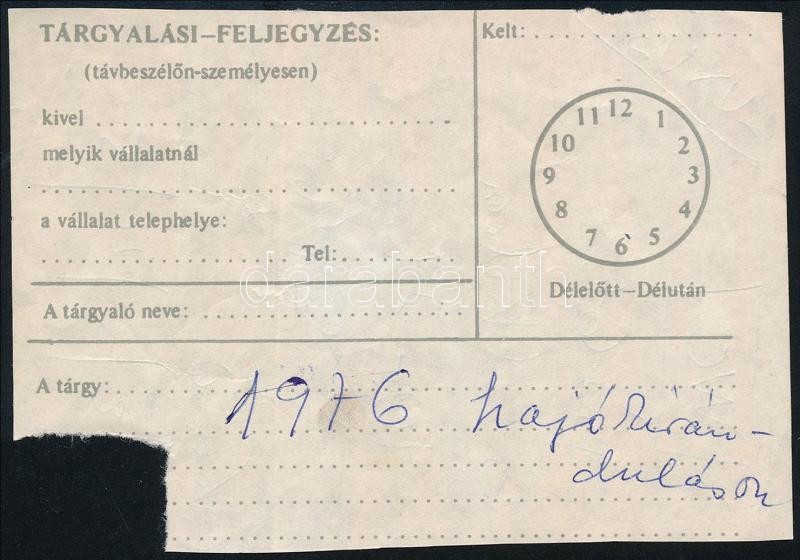 TÁRGYALÁSI–FELJEGYZÉS:
(távbeszélőn-személyesen)
kivel
melyik vállalatnál
a vállalat telephelye:
Tel:
A tárgyaló neve:
Kelt:
12
1
2
3
4
5
6
7
8
9
10
11
Délelőtt–Délután
darabanth
A tárgy: 1976 hajókirán-
duláson